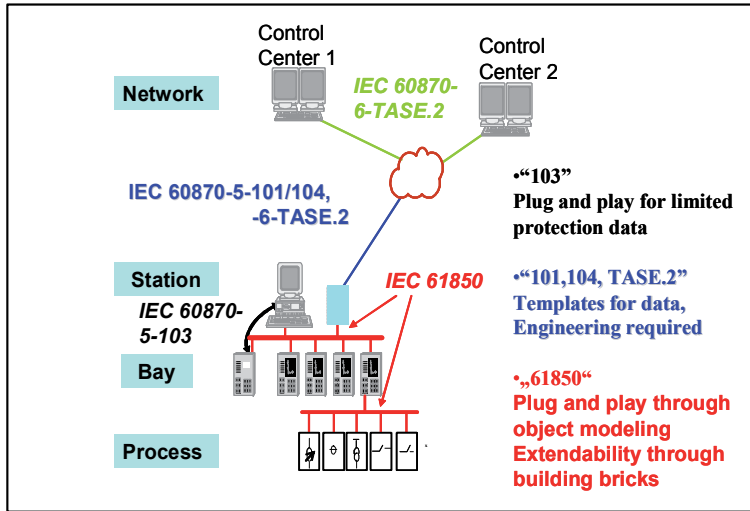 Control
Center 1
Control
Center 2
Network
IEC 60870-
6-TASE.2
IEC 60870-5-101/104,
-6-TASE.2
•“103”
Plug and play for limited
protection data
Station
IEC 61850
IEC 60870-
5-103
•“101,104, TASE.2”
Templates for data,
Engineering required
Bay
•„61850“
Plug and play through
object modeling
Extendability through
building bricks
Process